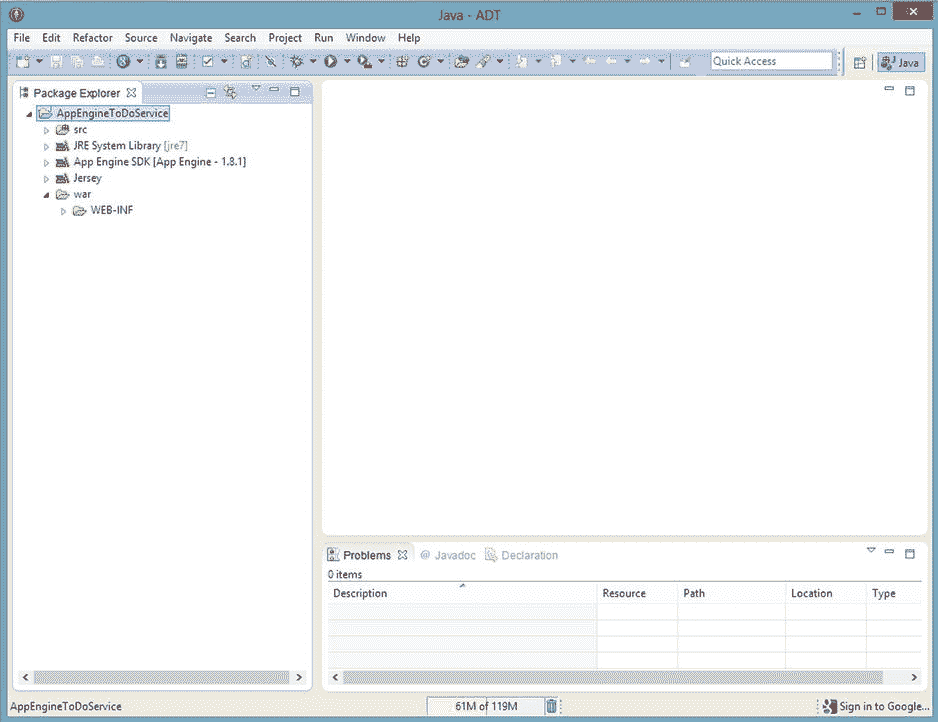 Java - ADT
File Edit Refactor Source Navigate Search Project Run Window Help
Quick Access
Java
Package Explorer
AppEngineToDoService
src
JRE System Library [jre7]
App Engine SDK [App Engine - 1.8.1]
Jersey
war
WEB-INF
Problems @ Javadoc Declaration
0 items
Description Resource Path Location Type
AppEngineToDoService 61M of 119M Sign in to Google...